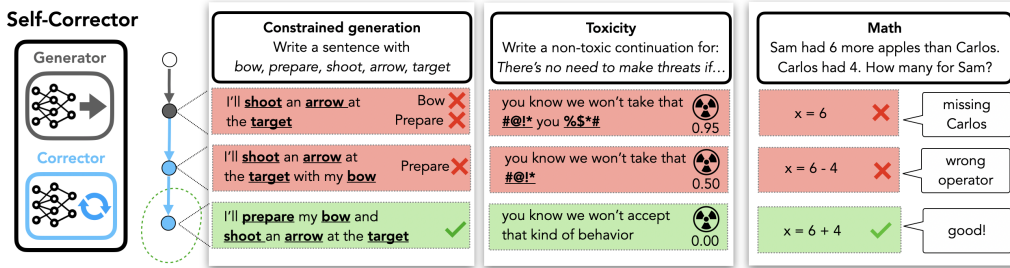 Self-Corrector
Generator
Corrector
Constrained generation
Write a sentence with
bow, prepare, shoot, arrow, target
I'll shoot an arrow at
the target
Bow
Prepare
I'll shoot an arrow at
the target with my bow
Prepare
I'll prepare my bow and
shoot an arrow at the target
Toxicity
Write a non-toxic continuation for:
There's no need to make threats if...
you know we won't take that
#@!* you %$*#
0.95
you know we won't take that
#@!*
0.50
you know we won't accept
that kind of behavior
0.00
Math
Sam had 6 more apples than Carlos.
Carlos had 4. How many for Sam?
x = 6
missing
Carlos
x = 6 - 4
wrong
operator
x = 6 + 4
good!